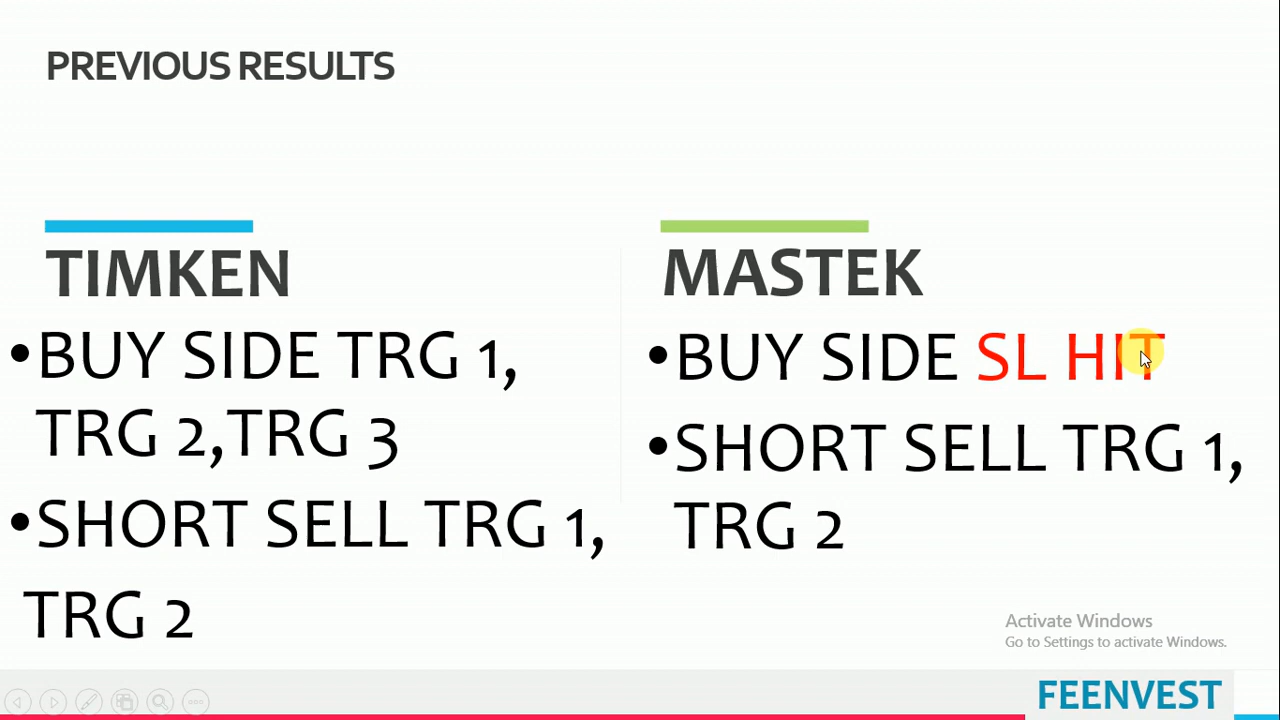 PREVIOUS RESULTS
TIMKEN
•BUY SIDE TRG 1,
TRG 2,TRG 3
•SHORT SELL TRG 1,
TRG 2
MASTEK
•BUY SIDE SL HIT
•SHORT SELL TRG 1,
TRG 2
Activate Windows
Go to Settings to activate Windows.
FEENVEST